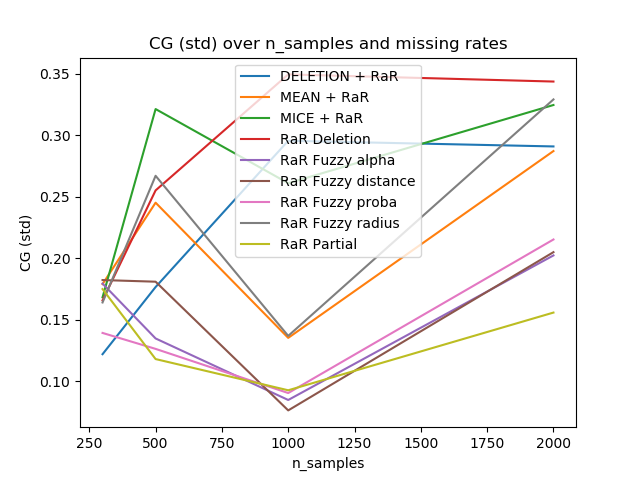 CG (std) over n_samples and missing rates
CG (std)
0.35
0.30
0.25
0.20
0.15
0.10
DELETION + RaR
MEAN + RaR
MICE + RaR
RaR Deletion
RaR Fuzzy alpha
RaR Fuzzy distance
RaR Fuzzy proba
RaR Fuzzy radius
RaR Partial
250 500 750 1000 1250 1500 1750 2000
n_samples